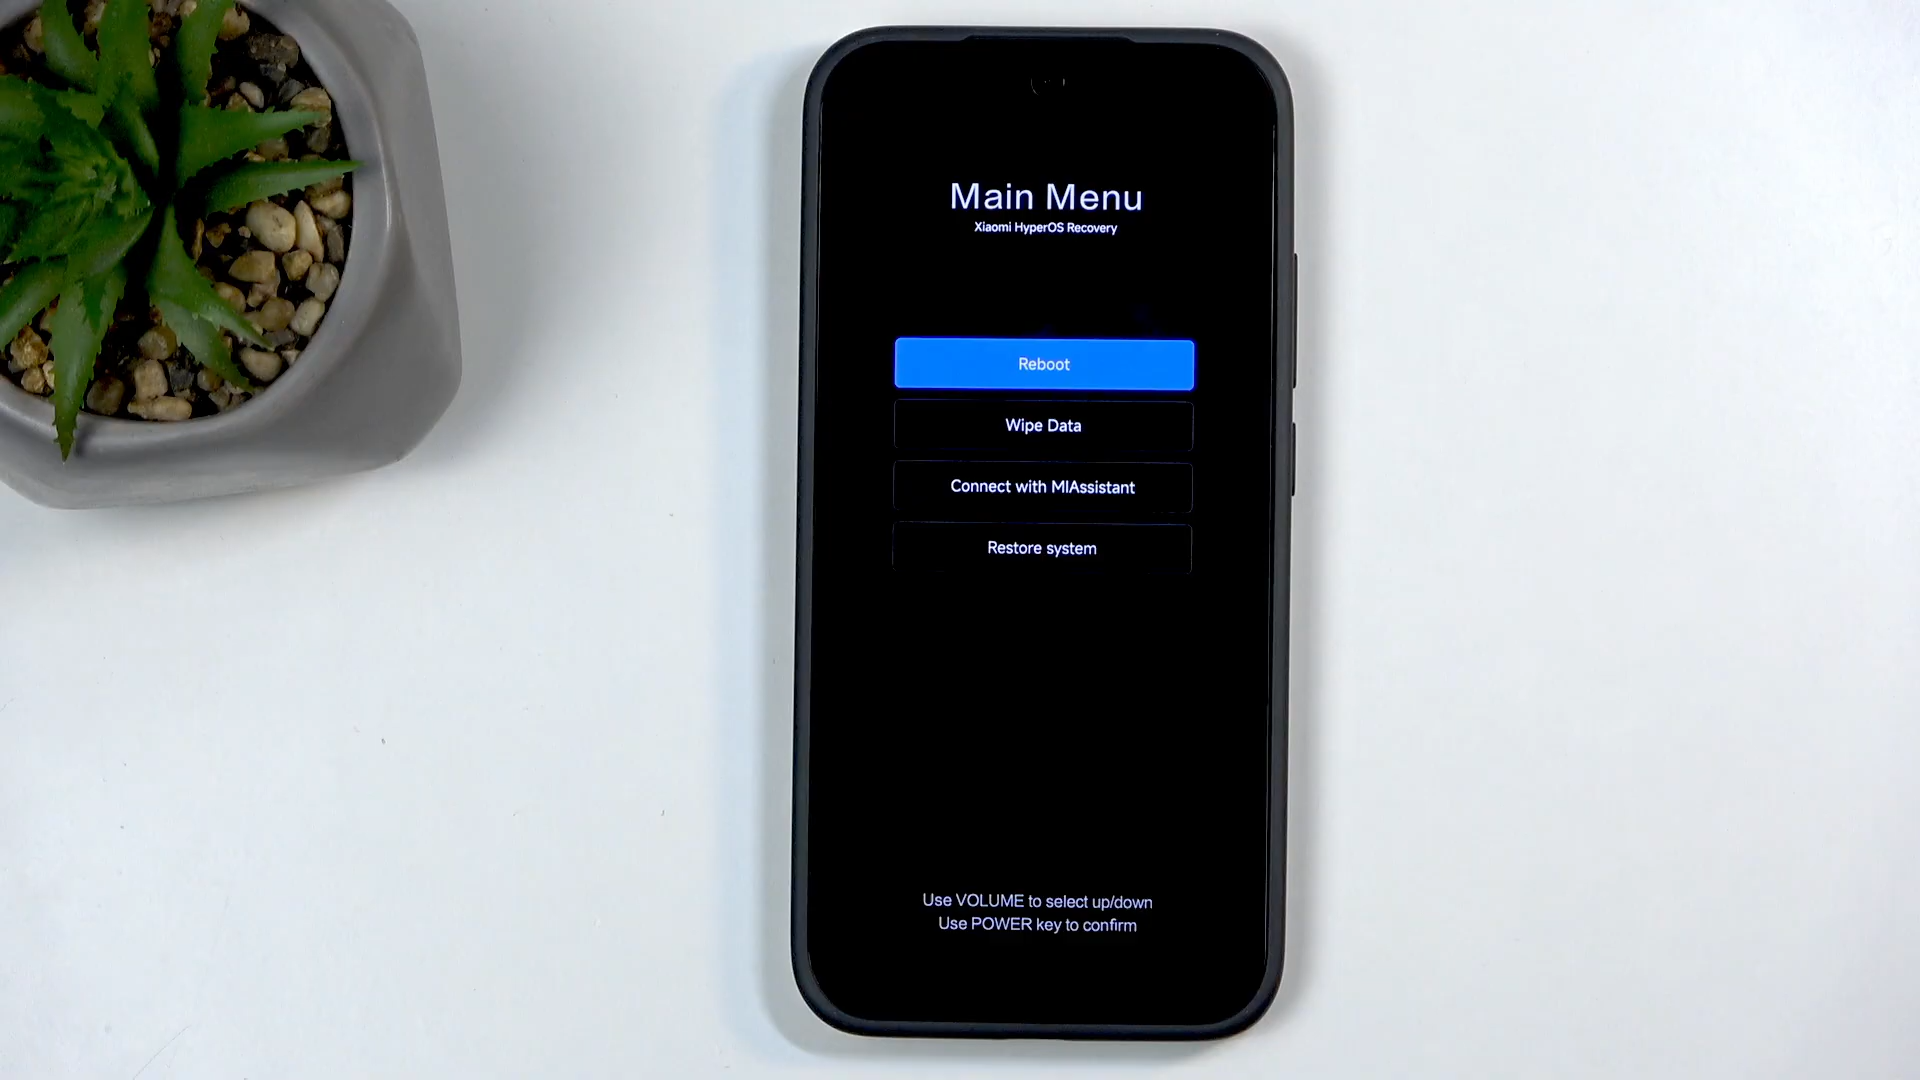 Main Menu
Xiaomi HyperOS Recovery
Reboot
Wipe Data
Connect with MIAssistant
Restore system
Use VOLUME to select up/down
Use POWER key to confirm